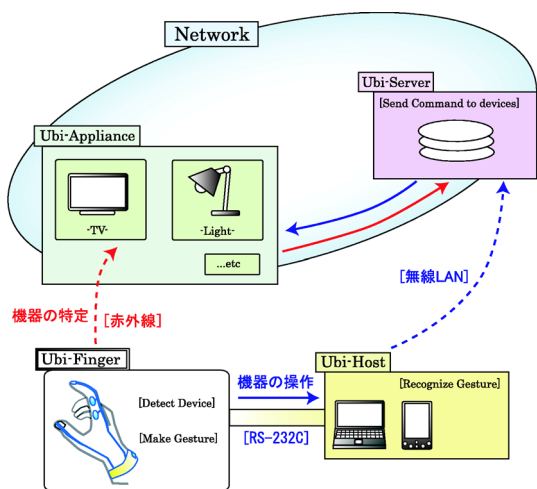 Network
Ubi-Server
[Send Command to devices]
Ubi-Appliance
-TV-
-Light-
...etc
[無線LAN]
機器の特定
[赤外線]
Ubi-Finger
[Detect Device]
[Make Gesture]
機器の操作
[RS-232C]
Ubi-Host
[Recognize Gesture]